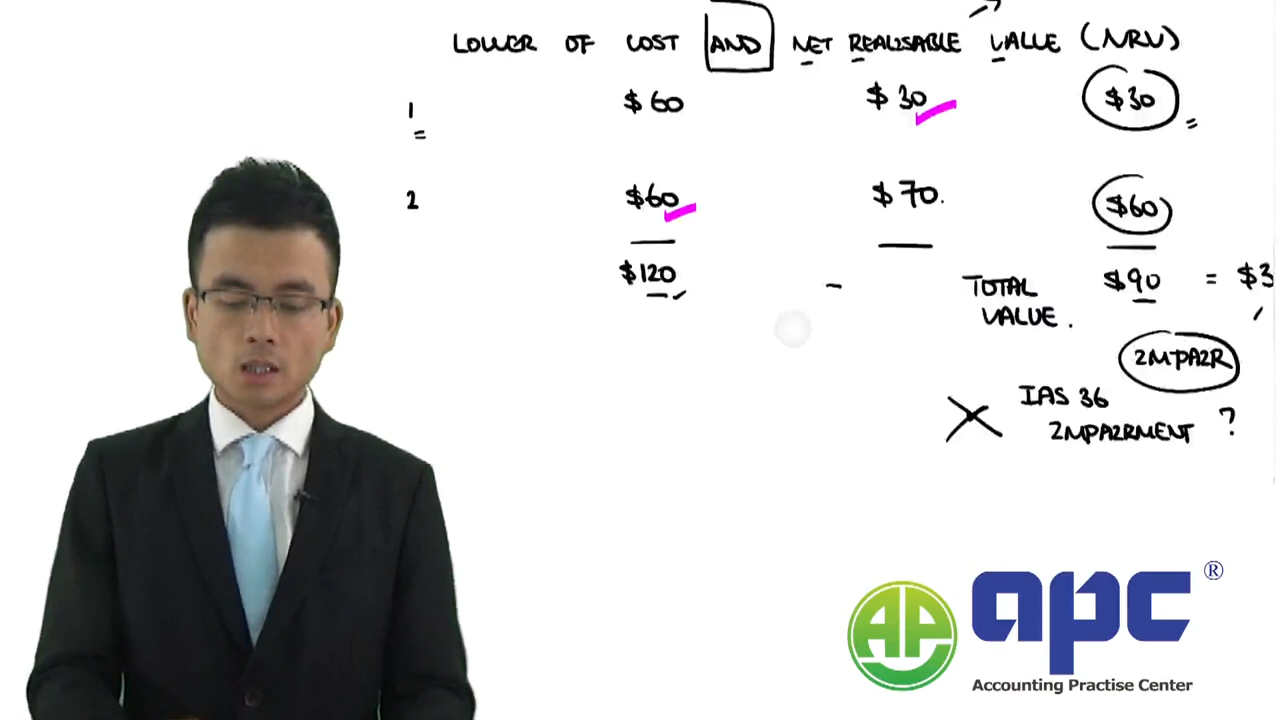 LOWER OF COST AND NET REALISABLE VALUE (NRV)
1 $60 $30 $30
2 $60 $70. $60
$120 - TOTAL VALUE. $90 = $3
IMPAIR
IAS 36
IMPAIRMENT ?
AP
apc ®
Accounting Practise Center